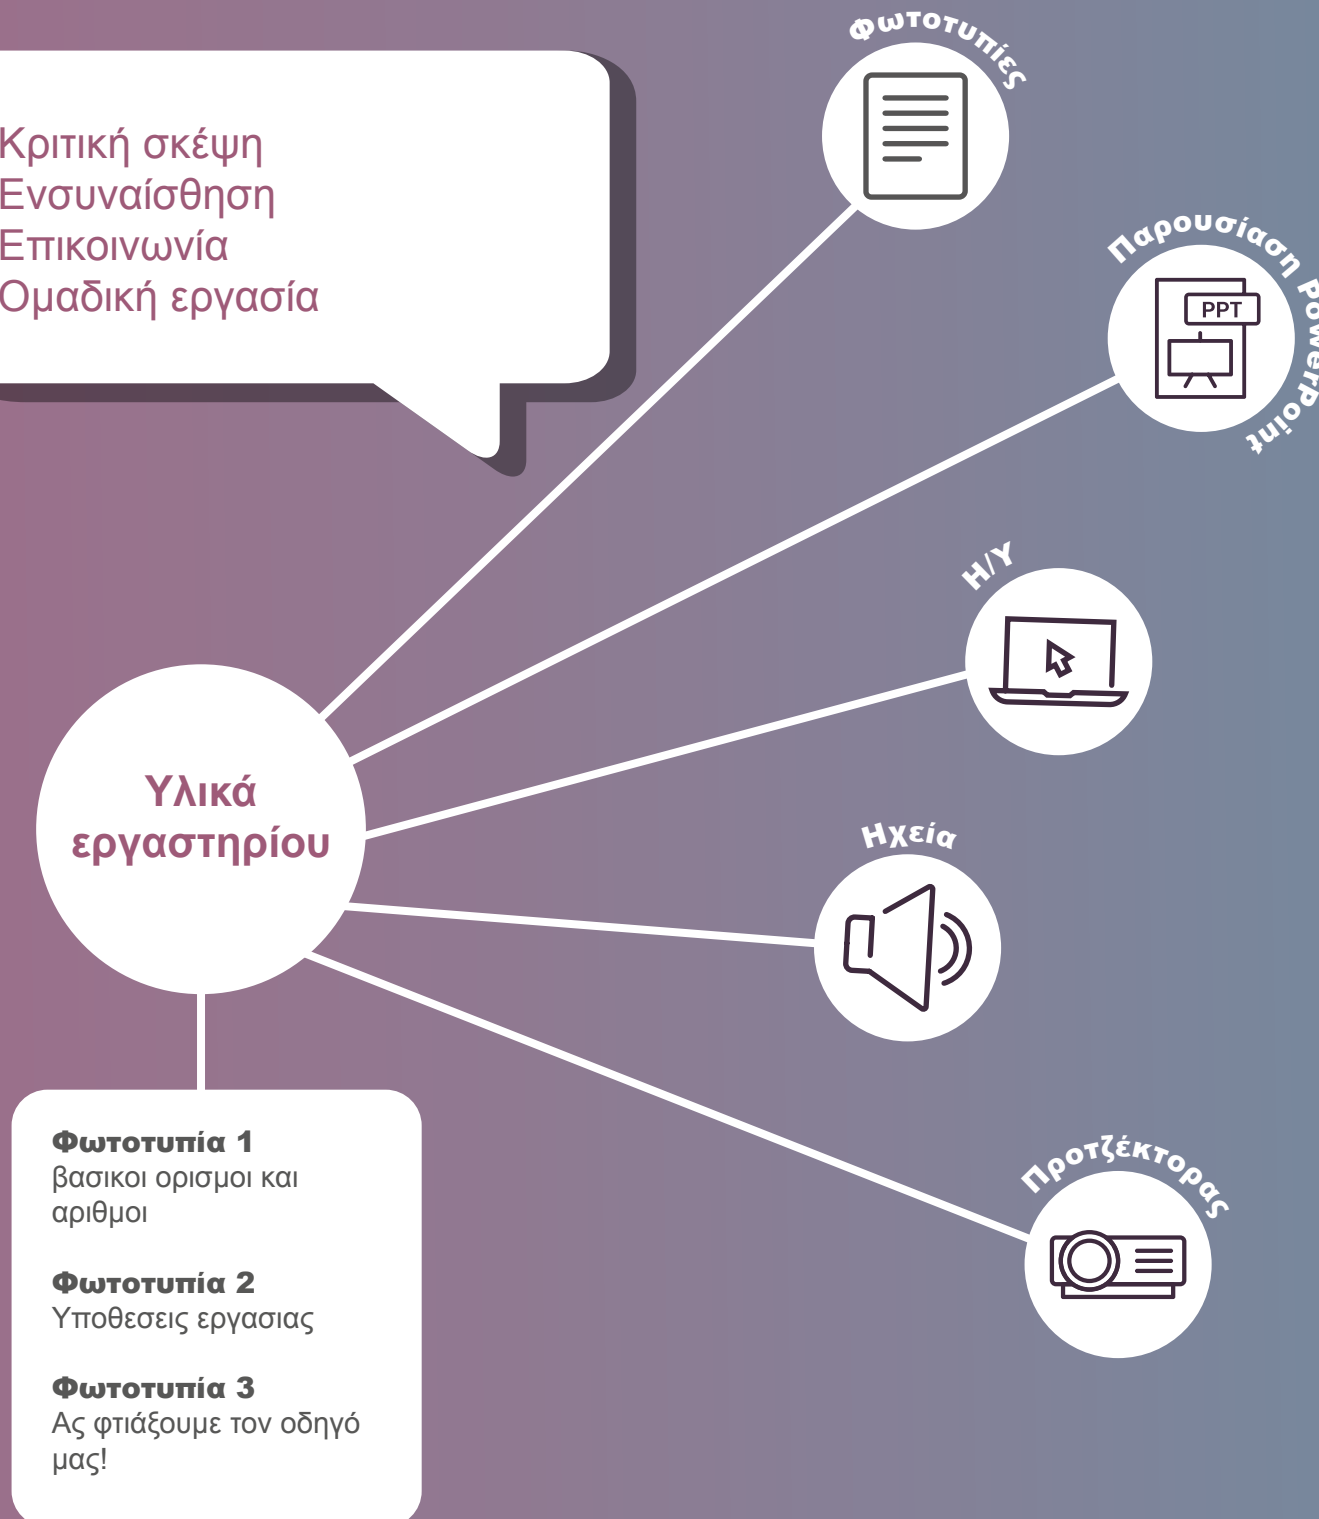 Κριτική σκέψη
Ενσυναίσθηση
Επικοινωνία
Ομαδική εργασία
Φωτοτυπίες
Παρουσίαση PowerPoint
PPT
Η/Υ
Υλικά
εργαστηρίου
Ηχεία
Προτζέκτορας
Φωτοτυπία 1
βασικοι ορισμοι και
αριθμοι
Φωτοτυπία 2
Υποθεσεις εργασιας
Φωτοτυπία 3
Ας φτιάξουμε τον οδηγό
μας!